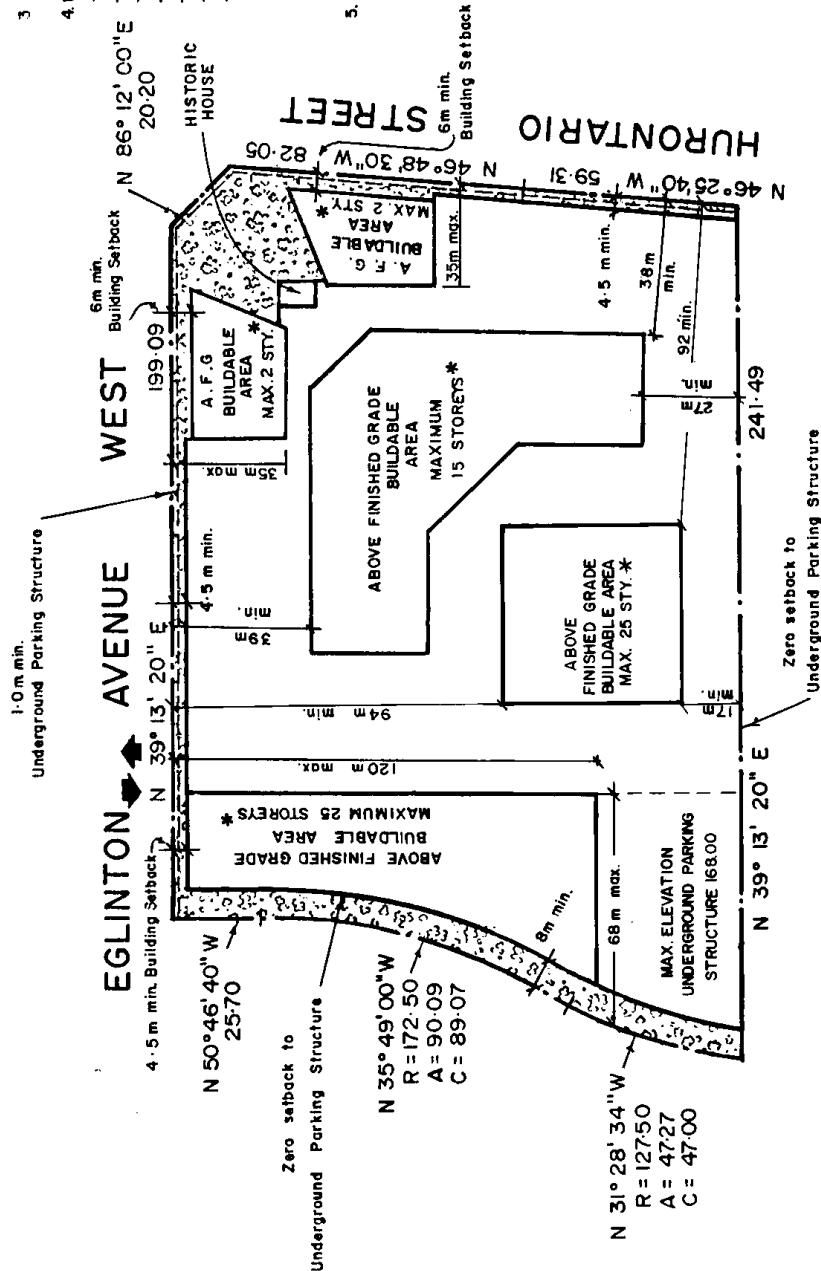 3
4.1
5.
1·0 m min.
Underground Parking Structure
EGLINTON AVENUE WEST
4·5 m min. Building Setback
N 39° 13' 20" E
199·09
6m min.
Building Setback
N 86° 12' 00"E
20·20
HISTORIC
HOUSE
HURONTARIO STREET
82·05
N 46° 48' 30" W
6m min.
Building Setback
59·31
N 46° 25' 40" W
A. F. G
BUILDABLE
AREA
MAX. 2 STY. *
A. F. G.
BUILDABLE
AREA
MAX. 2 STY. *
35m max.
35m max.
4·5 m min.
39m
min.
4·5 m min.
38m
min.
92 min.
27m
min.
ABOVE FINISHED GRADE
BUILDABLE
AREA
MAXIMUM
15 STOREYS *
94m min.
120m max.
ABOVE
FINISHED GRADE
BUILDABLE AREA
MAX. 25 STY. *
17m
min.
ABOVE FINISHED GRADE
BUILDABLE AREA
MAXIMUM 25 STOREYS *
N 50° 46' 40" W
25·70
Zero setback to
Underground Parking Structure
N 35° 49' 00"W
R = 172·50
A = 90·09
C = 89·07
8m min.
68m max.
MAX. ELEVATION
UNDERGROUND PARKING
STRUCTURE 168.00
N 31° 28' 34"W
R = 127·50
A = 47·27
C = 47·00
N 39° 13' 20" E
241·49
Zero setback to
Underground Parking Structure